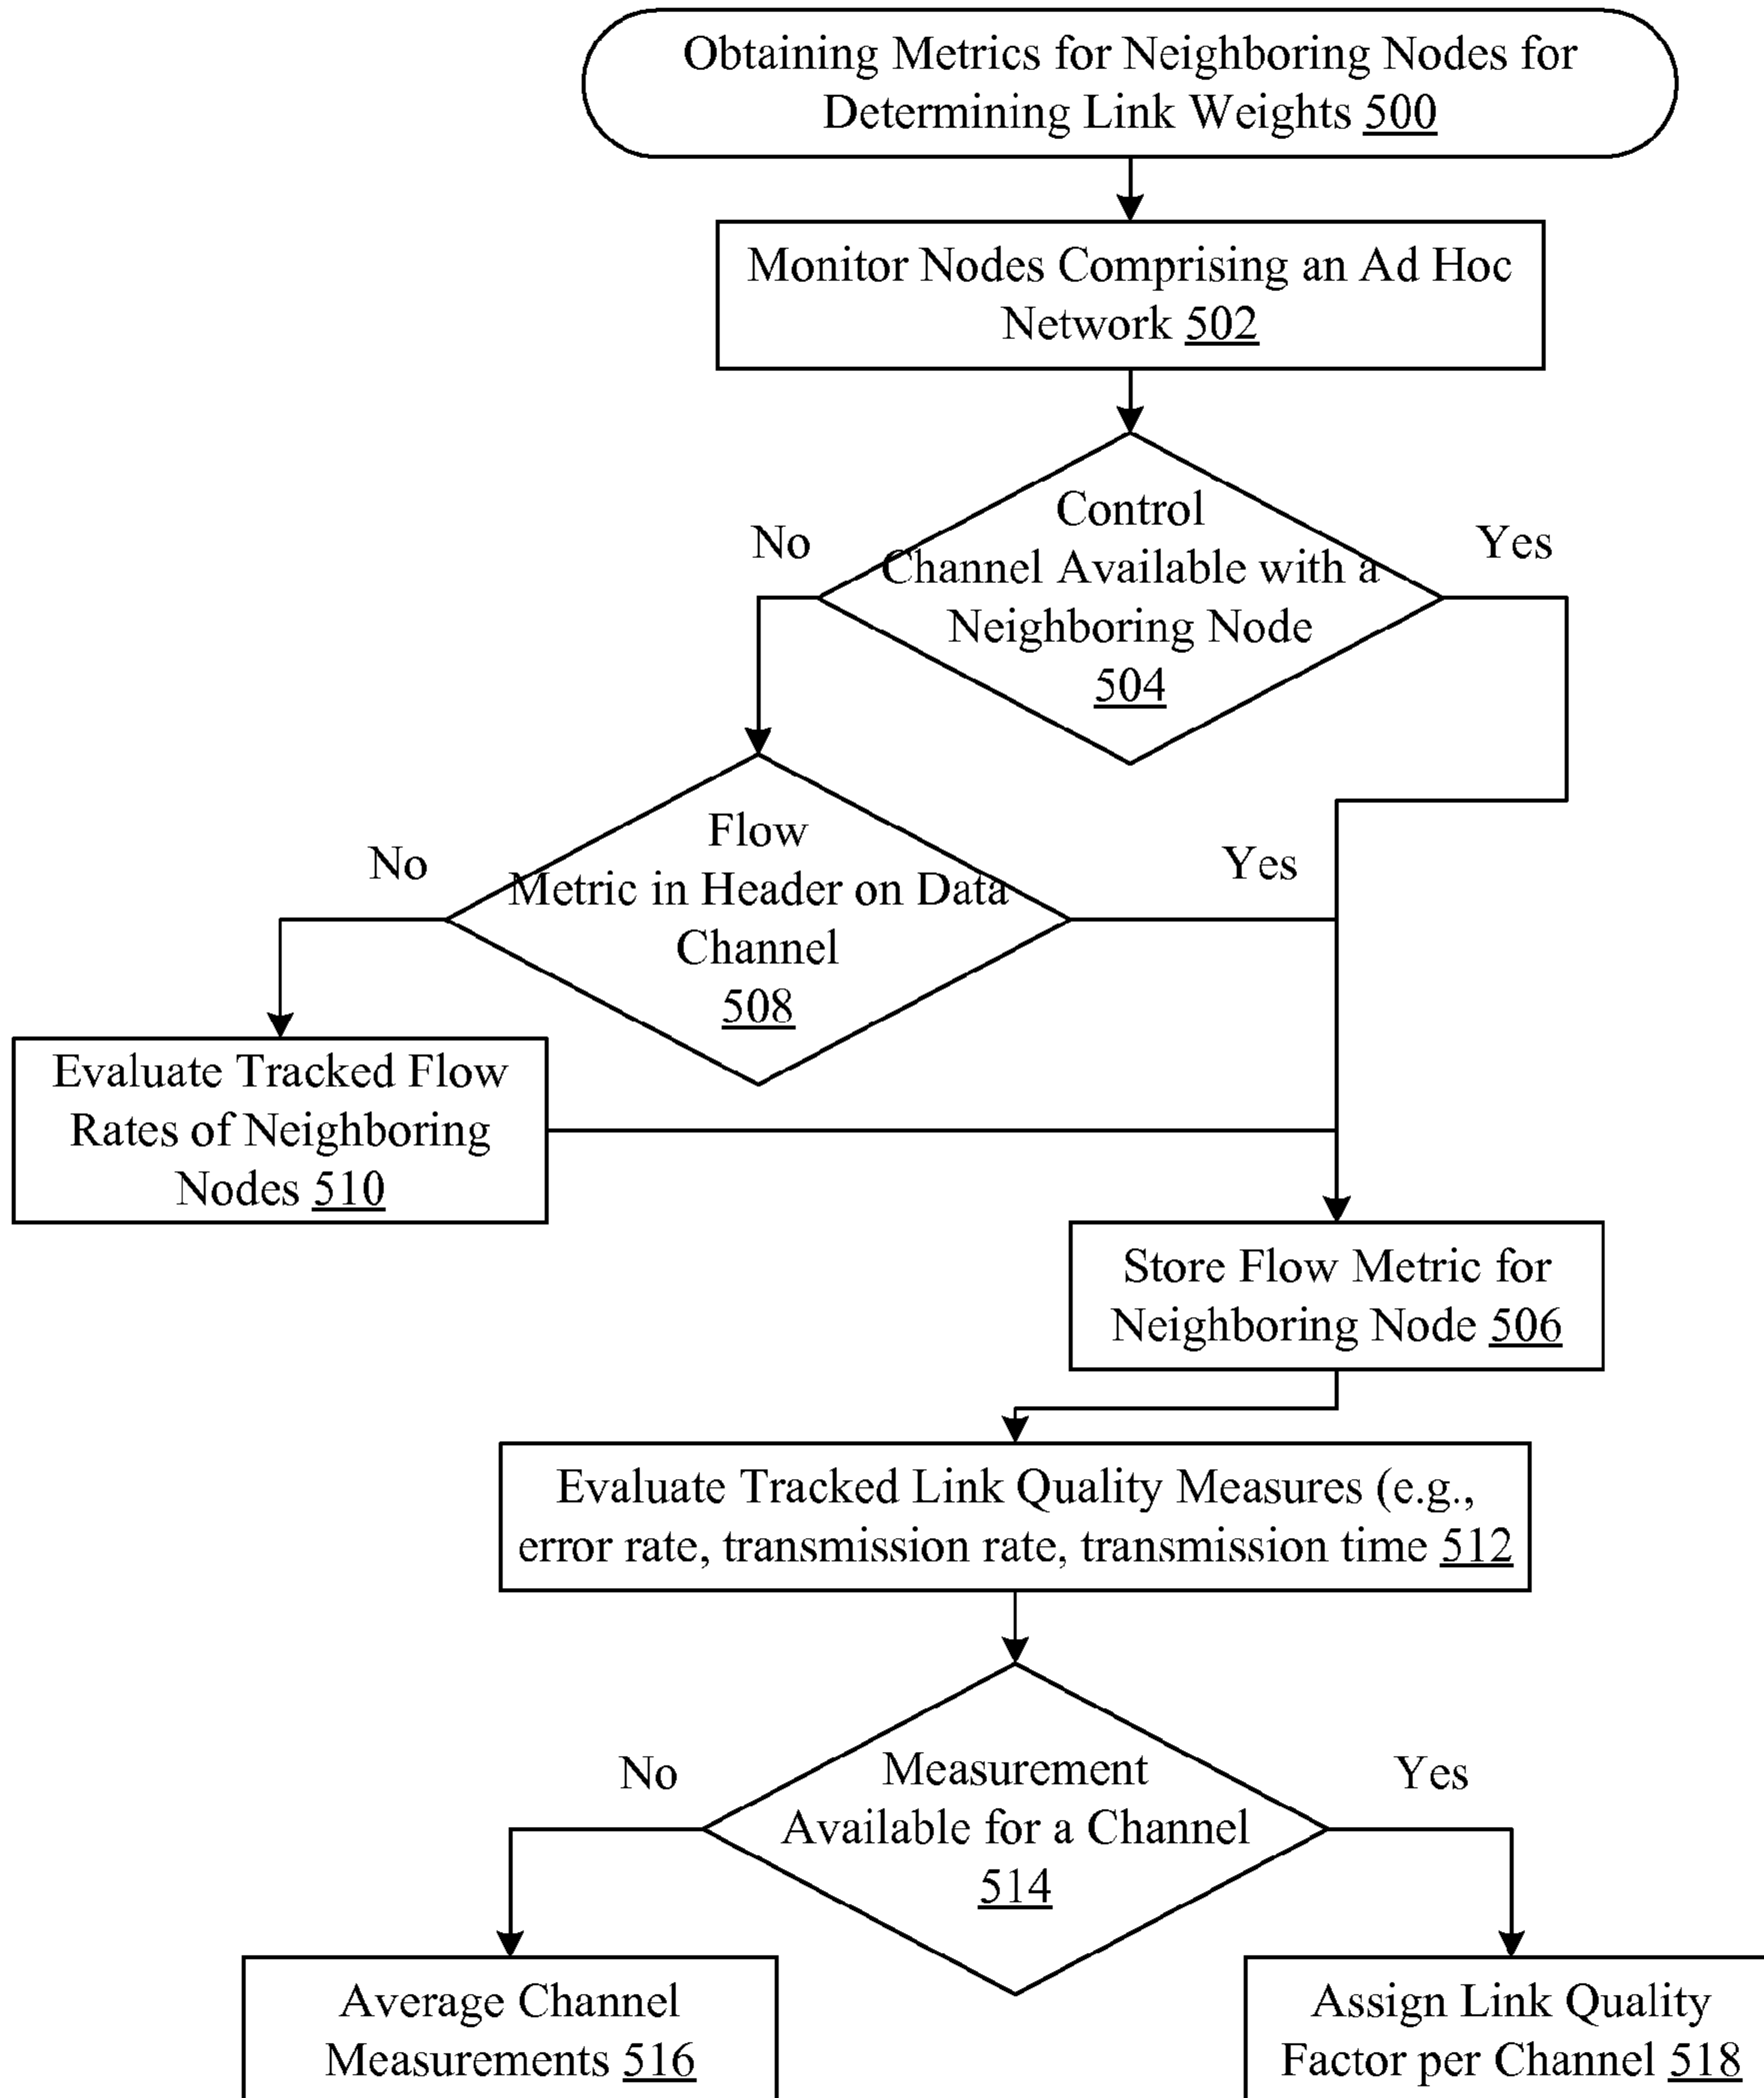 Obtaining Metrics for Neighboring Nodes for
Determining Link Weights 500
Monitor Nodes Comprising an Ad Hoc
Network 502
Control
Channel Available with a
Neighboring Node
504
No
Yes
Flow
Metric in Header on Data
Channel
508
No
Yes
Evaluate Tracked Flow
Rates of Neighboring
Nodes 510
Store Flow Metric for
Neighboring Node 506
Evaluate Tracked Link Quality Measures (e.g.,
error rate, transmission rate, transmission time 512
Measurement
Available for a Channel
514
No
Yes
Average Channel
Measurements 516
Assign Link Quality
Factor per Channel 518